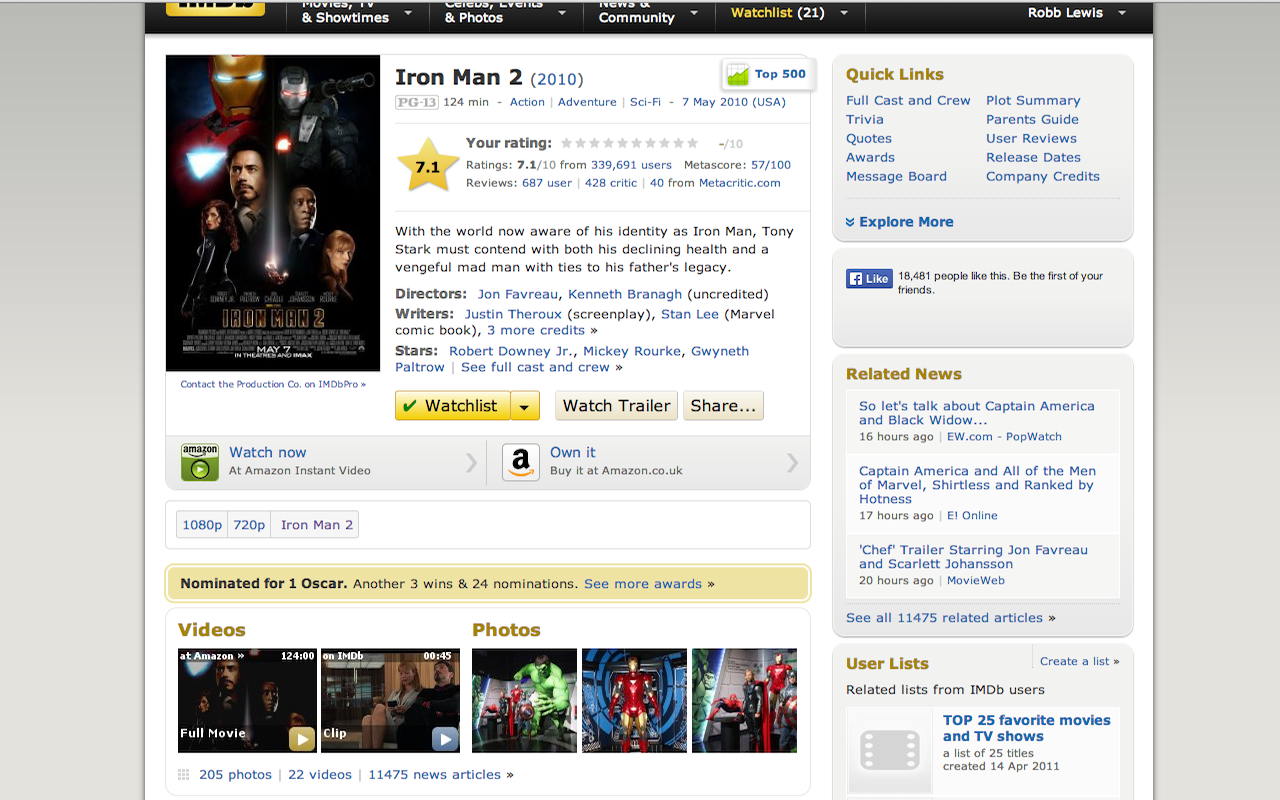 Movies, TV & Showtimes
Celebs, Events & Photos
News & Community
Watchlist (21)
Robb Lewis
Iron Man 2 (2010)
Top 500
PG-13 124 min - Action | Adventure | Sci-Fi - 7 May 2010 (USA)
7.1
Your rating: -/10
Ratings: 7.1/10 from 339,691 users Metascore: 57/100
Reviews: 687 user | 428 critic | 40 from Metacritic.com
With the world now aware of his identity as Iron Man, Tony
Stark must contend with both his declining health and a
vengeful mad man with ties to his father's legacy.
Directors: Jon Favreau, Kenneth Branagh (uncredited)
Writers: Justin Theroux (screenplay), Stan Lee (Marvel
comic book), 3 more credits »
Stars: Robert Downey Jr., Mickey Rourke, Gwyneth
Paltrow | See full cast and crew »
IRON MAN 2
MAY 7
IN THEATRES AND IMAX
Contact the Production Co. on IMDbPro »
Watchlist
Watch Trailer
Share...
amazon
Watch now
At Amazon Instant Video
a
Own it
Buy it at Amazon.co.uk
1080p
720p
Iron Man 2
Nominated for 1 Oscar. Another 3 wins & 24 nominations. See more awards »
Videos
at Amazon » 124:00
Full Movie
on IMDb 00:45
Clip
Photos
205 photos | 22 videos | 11475 news articles »
Quick Links
Full Cast and Crew
Trivia
Quotes
Awards
Message Board
Plot Summary
Parents Guide
User Reviews
Release Dates
Company Credits
Explore More
Like
18,481 people like this. Be the first of your
friends.
Related News
So let's talk about Captain America
and Black Widow...
16 hours ago | EW.com - PopWatch
Captain America and All of the Men
of Marvel, Shirtless and Ranked by
Hotness
17 hours ago | E! Online
'Chef' Trailer Starring Jon Favreau
and Scarlett Johansson
20 hours ago | MovieWeb
See all 11475 related articles »
User Lists
Create a list »
Related lists from IMDb users
TOP 25 favorite movies
and TV shows
a list of 25 titles
created 14 Apr 2011